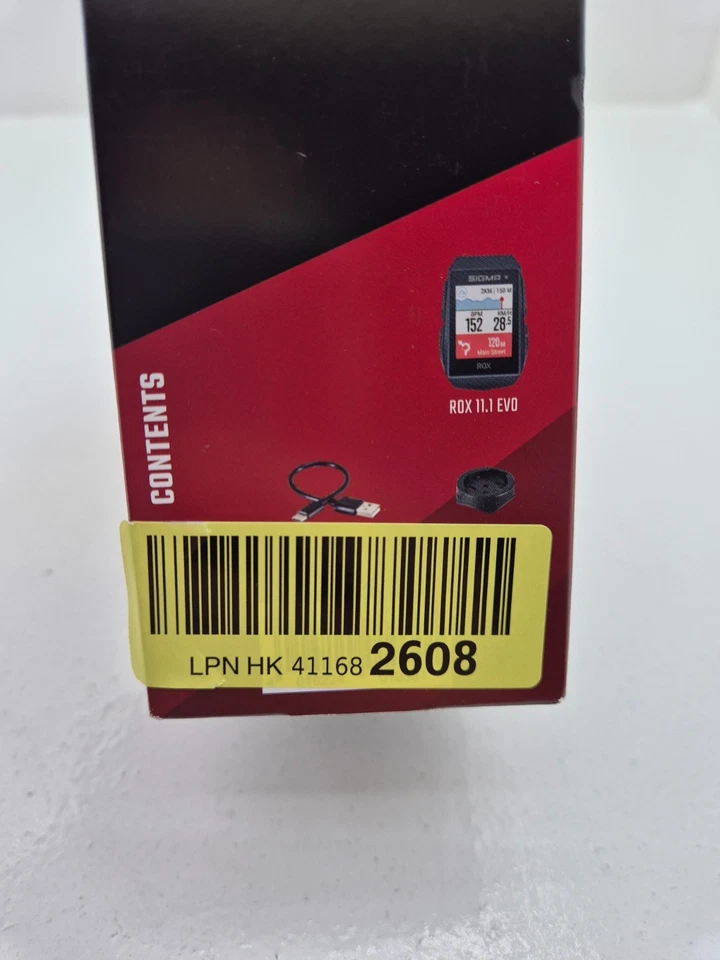 SIGMA
2KM | 150 M
BPM KM/H
152 28.5
120 M
Main Street
ROX
ROX 11.1 EVO
CONTENTS
LPN HK 41168 2608